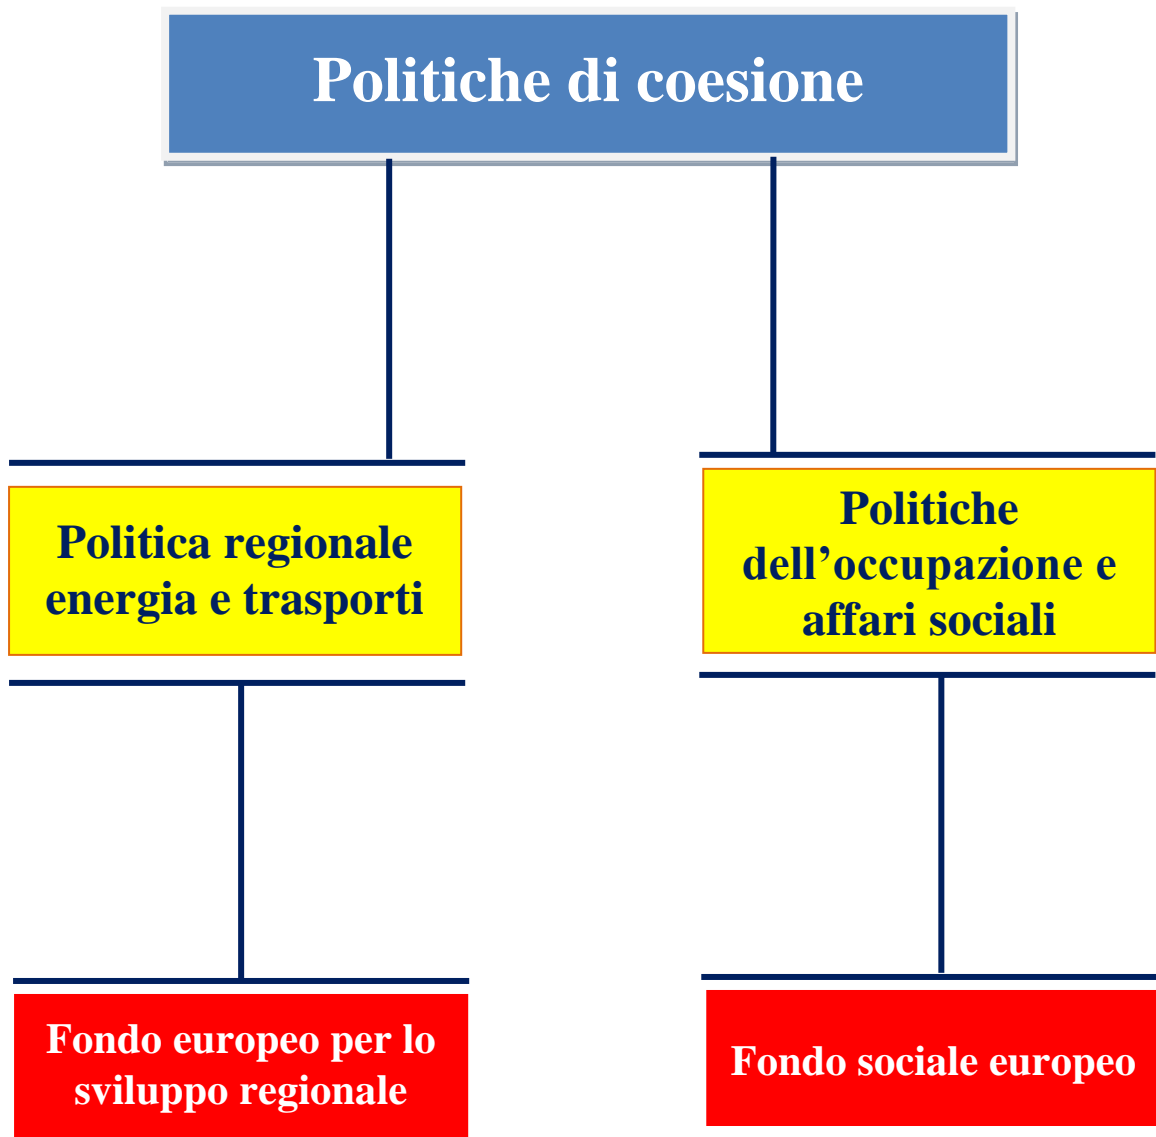 Politiche di coesione
Politica regionale
energia e trasporti
Politiche
dell’occupazione e
affari sociali
Fondo europeo per lo
sviluppo regionale
Fondo sociale europeo